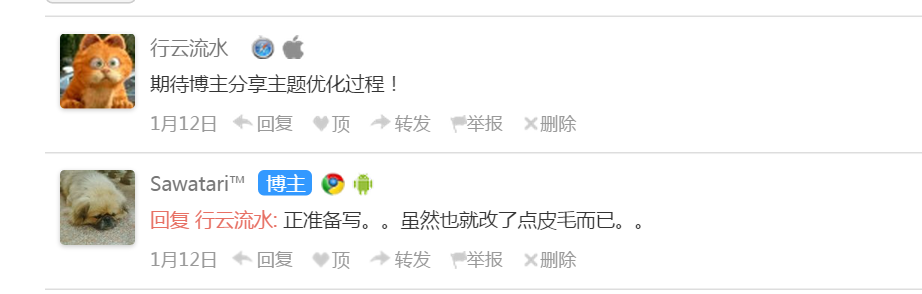 行云流水
期待博主分享主题优化过程！
1月12日 回复 顶 转发 举报 删除
Sawatari™ 博主
回复 行云流水: 正准备写。。虽然也就改了点皮毛而已。。
1月12日 回复 顶 转发 举报 删除